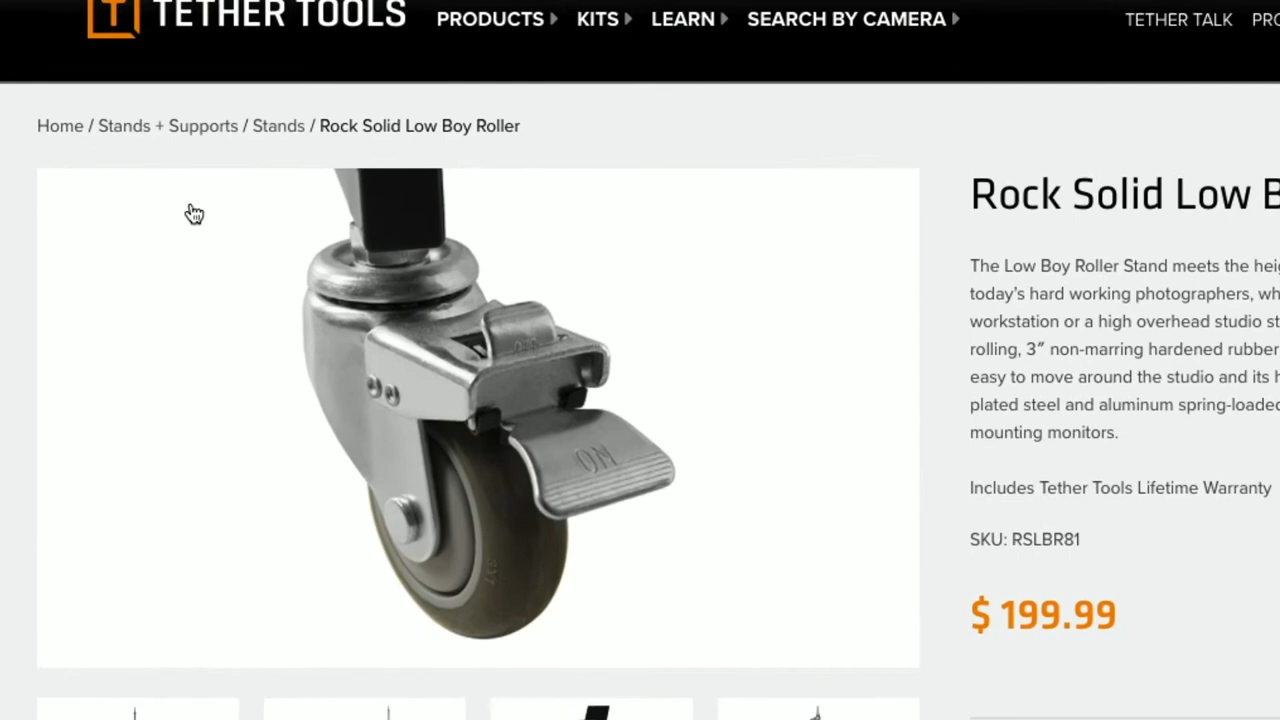 TETHER TOOLS
PRODUCTS KITS LEARN SEARCH BY CAMERA
TETHER TALK
Home / Stands + Supports / Stands / Rock Solid Low Boy Roller
Rock Solid Low
The Low Boy Roller Stand meets the
today's hard working photographers,
workstation or a high overhead studio
rolling, 3" non-marring hardened rubber
easy to move around the studio and its
plated steel and aluminum spring-loaded
mounting monitors.
Includes Tether Tools Lifetime Warranty
SKU: RSLBR81
$ 199.99
ON